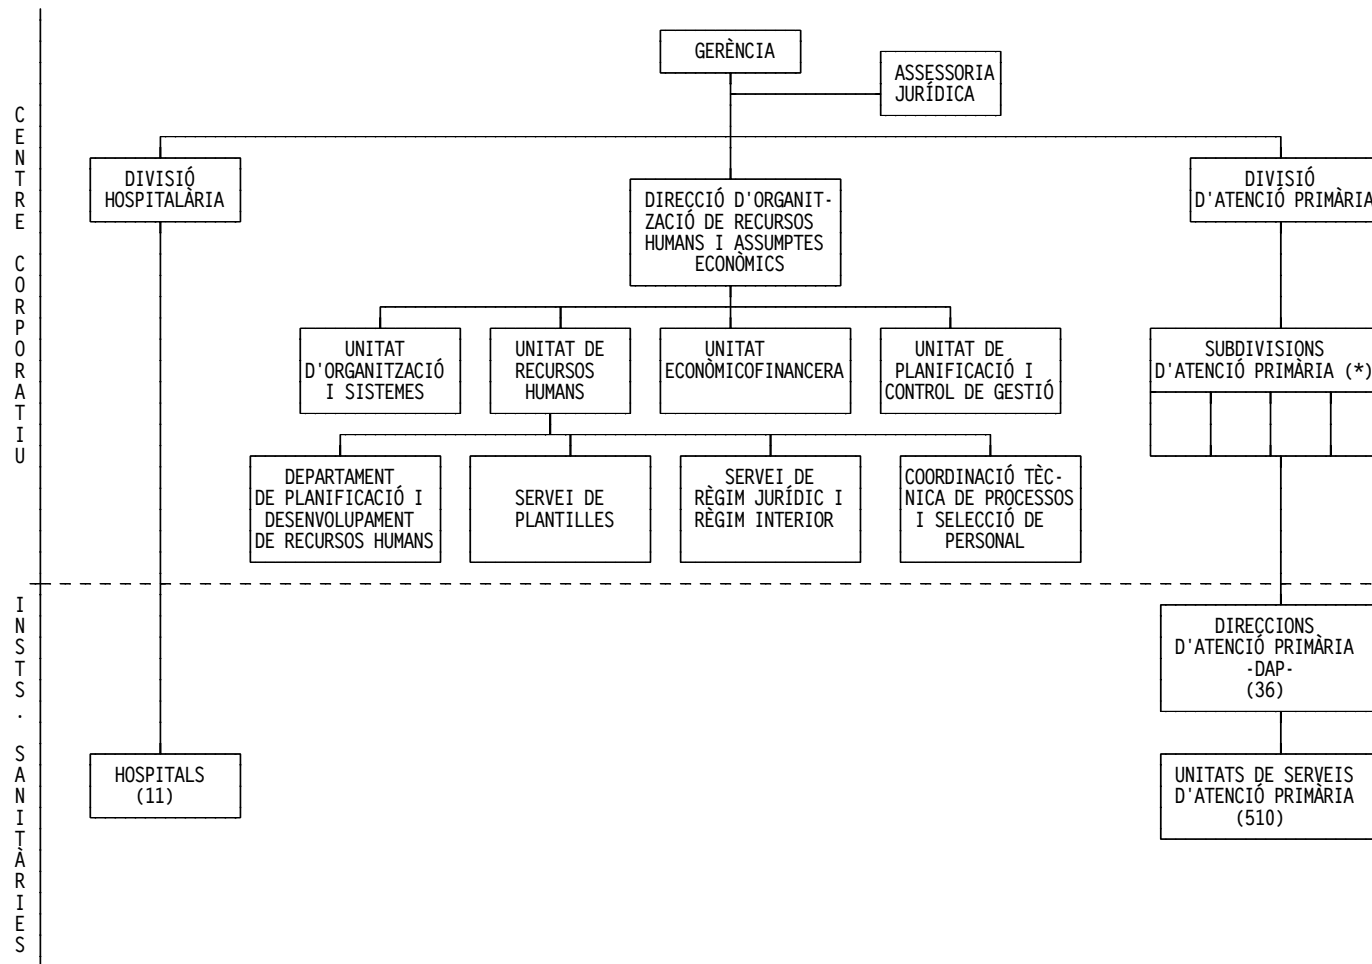 GERÈNCIA
ASSESSORIA
JURÍDICA
CENTRE CORPORATIU
DIVISIÓ
HOSPITALÀRIA
DIRECCIÓ D'ORGANIT-
ZACIÓ DE RECURSOS
HUMANS I ASSUMPTES
ECONÒMICS
DIVISIÓ
D'ATENCIÓ PRIMÀRIA
UNITAT
D'ORGANITZACIÓ
I SISTEMES
UNITAT DE
RECURSOS
HUMANS
UNITAT
ECONÒMICOFINANCERA
UNITAT DE
PLANIFICACIÓ I
CONTROL DE GESTIÓ
SUBDIVISIONS
D'ATENCIÓ PRIMÀRIA (*)
DEPARTAMENT
DE PLANIFICACIÓ I
DESENVOLUPAMENT
DE RECURSOS HUMANS
SERVEI DE
PLANTILLES
SERVEI DE
RÈGIM JURÍDIC I
RÈGIM INTERIOR
COORDINACIÓ TÈC-
NICA DE PROCESSOS
I SELECCIÓ DE
PERSONAL
INSTS. SANITÀRIES
DIRECCIONS
D'ATENCIÓ PRIMÀRIA
-DAP-
(36)
HOSPITALS
(11)
UNITATS DE SERVEIS
D'ATENCIÓ PRIMÀRIA
(510)